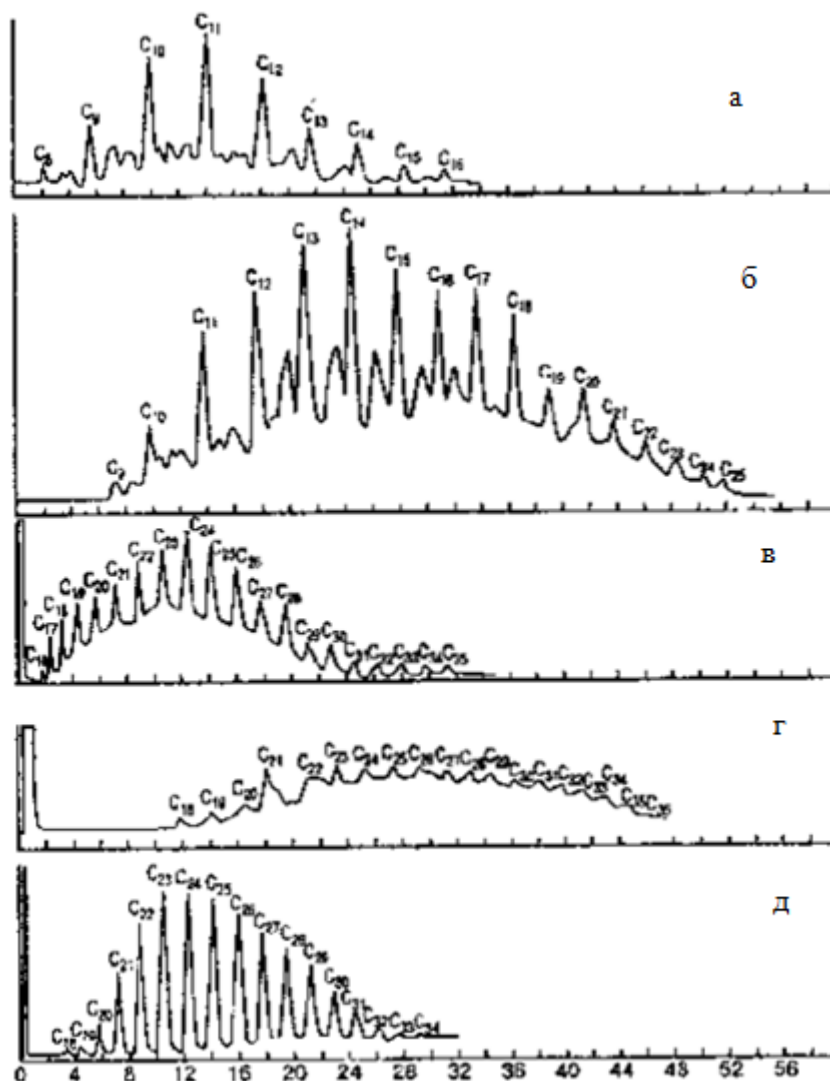 C8 C9 C10 C11 C12 C13 C14 C15 C16
а
C9 C10 C11 C12 C13 C14 C15 C16 C17 C18 C19 C20 C21 C22 C23 C24 C25
б
C17 C18 C19 C20 C21 C22 C23 C24 C25 C26 C27 C28 C29 C30
в
C18 C19 C20 C21 C22 C23 C24 C25 C26 C27
г
C18 C19 C20 C21 C22 C23 C24 C25 C26 C27 C28 C29 C30 C31 C32 C33 C34
д
0 4 8 12 16 20 24 28 32 36 40 44 48 52 56